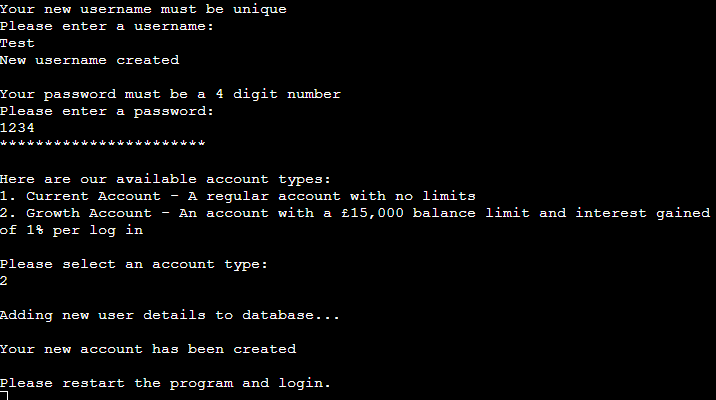 Your new username must be unique
Please enter a username:
Test
New username created
Your password must be a 4 digit number
Please enter a password:
1234
***********************
Here are our available account types:
1. Current Account - A regular account with no limits
2. Growth Account - An account with a £15,000 balance limit and interest gained
of 1% per log in
Please select an account type:
2
Adding new user details to database...
Your new account has been created
Please restart the program and login.